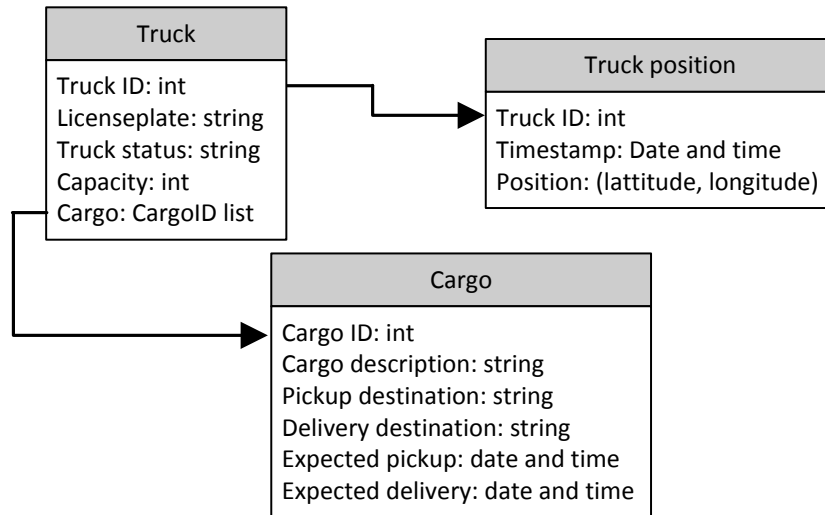 Truck
Truck ID: int
Licenseplate: string
Truck status: string
Capacity: int
Cargo: CargoID list
Truck position
Truck ID: int
Timestamp: Date and time
Position: (lattitude, longitude)
Cargo
Cargo ID: int
Cargo description: string
Pickup destination: string
Delivery destination: string
Expected pickup: date and time
Expected delivery: date and time